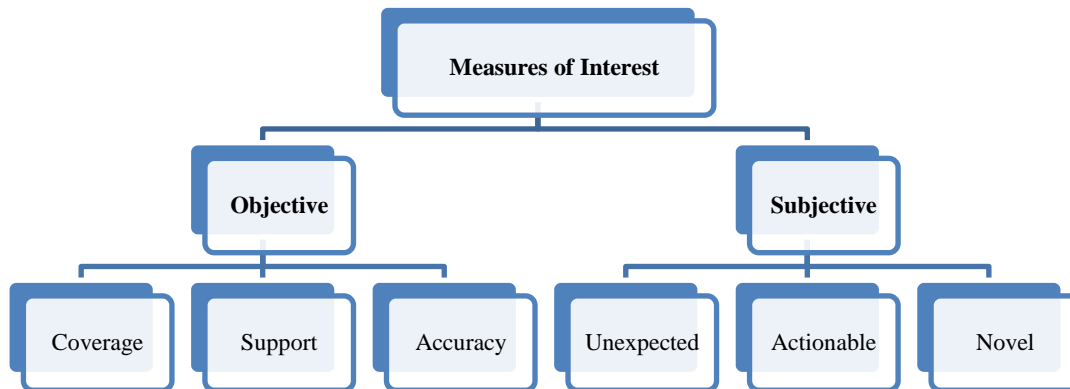 Measures of Interest
Objective
Subjective
Coverage
Support
Accuracy
Unexpected
Actionable
Novel